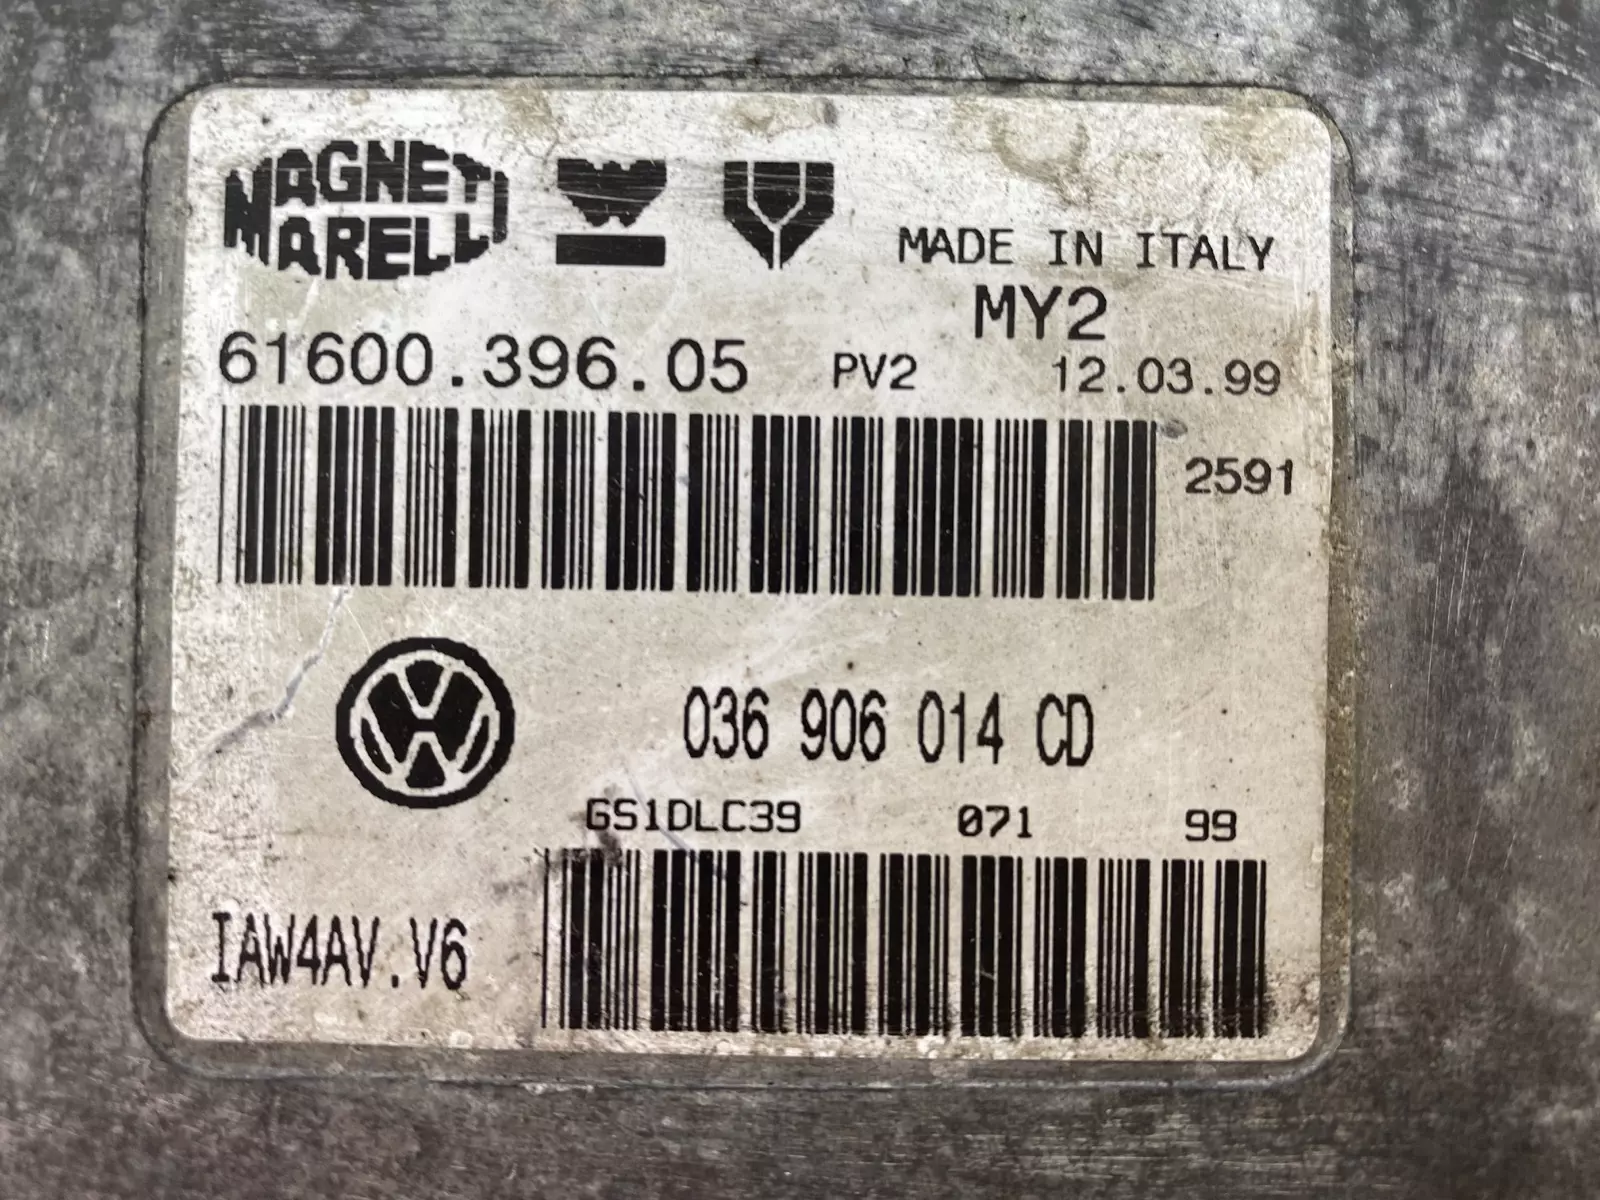 MAGNETI
MARELLI
MADE IN ITALY
MY2
61600.396.05 PV2 12.03.99
2591
036 906 014 CD
GS1DLC39 071 99
IAW4AV.V6